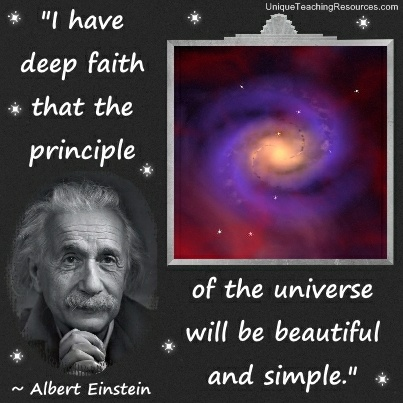 UniqueTeachingResources.com
"I have
deep faith
that the
principle
of the universe
will be beautiful
and simple."
~ Albert Einstein